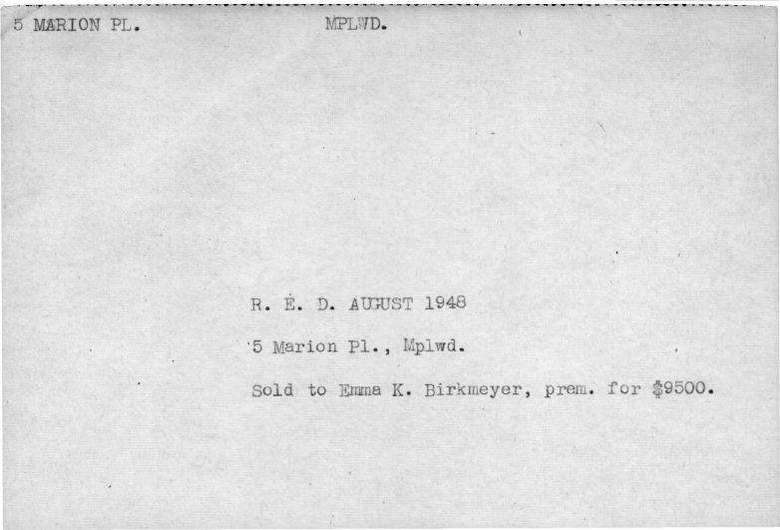 5 MARION PL. MPLWD.
R. E. D. AUGUST 1948
5 Marion Pl., Mplwd.
Sold to Emma K. Birkmeyer, prem. for $9500.